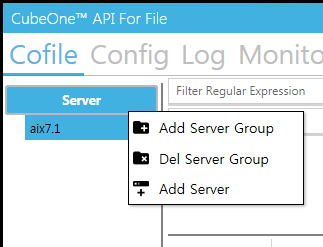 CubeOne™ API For File
Cofile Config Log Monito
Server
Filter Regular Expression
aix7.1
Add Server Group
Del Server Group
Add Server